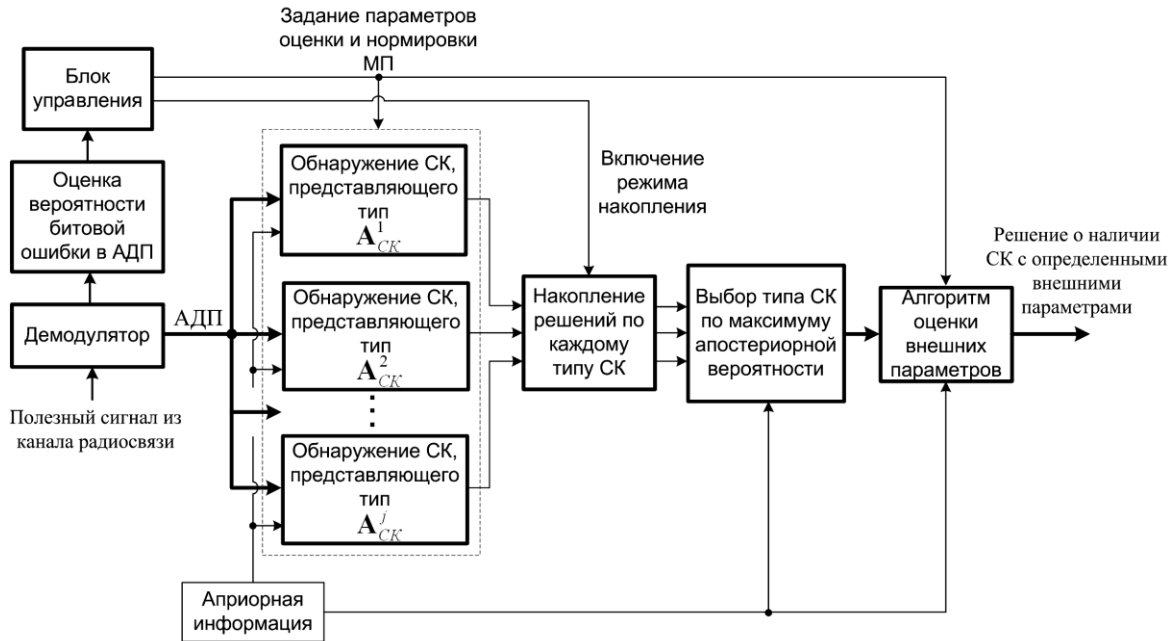 Задание параметров
оценки и нормировки
МП
Блок
управления
Оценка
вероятности
битовой
ошибки в АДП
Демодулятор
АДП
Полезный сигнал из
канала радиосвязи
Обнаружение СК,
представляющего
тип
A¹СК
Обнаружение СК,
представляющего
тип
A²СК
Обнаружение СК,
представляющего
тип
AʲСК
Включение
режима
накопления
Накопление
решений по
каждому
типу СК
Выбор типа СК
по максимуму
апостериорной
вероятности
Алгоритм
оценки
внешних
параметров
Решение о наличии
СК с определенными
внешними
параметрами
Априорная
информация